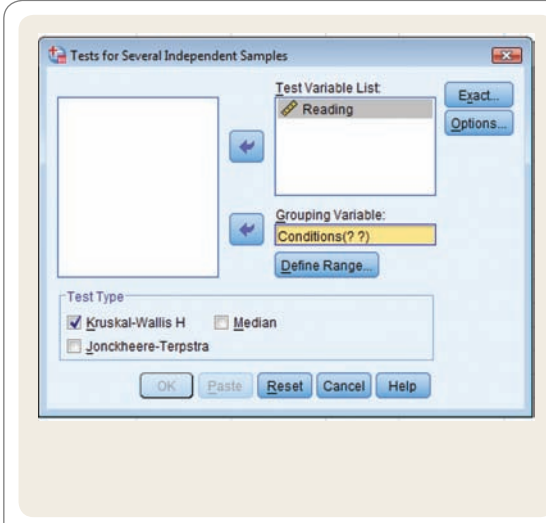 Tests for Several Independent Samples
Test Variable List:
Reading
Exact...
Options...
Grouping Variable:
Conditions(? ?)
Define Range...
Test Type
Kruskal-Wallis H Median
Jonckheere-Terpstra
OK Paste Reset Cancel Help